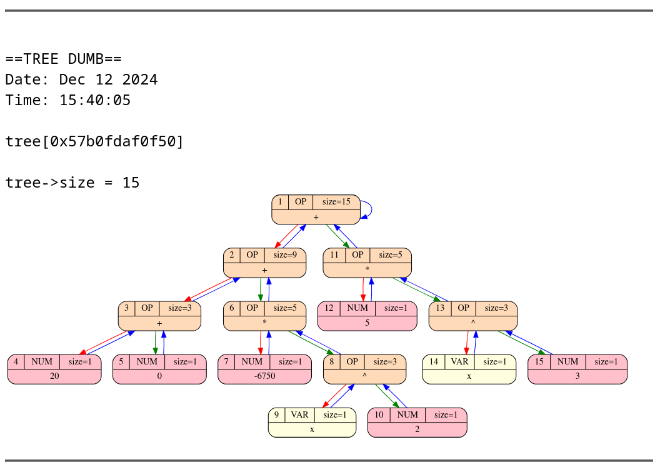 ==TREE DUMB==
Date: Dec 12 2024
Time: 15:40:05
tree[0x57b0fdaf0f50]
tree->size = 15
1 OP size=15
+
2 OP size=9
+
11 OP size=5
*
3 OP size=3
+
6 OP size=5
*
12 NUM size=1
5
13 OP size=3
^
4 NUM size=1
20
5 NUM size=1
0
7 NUM size=1
-6750
8 OP size=3
^
14 VAR size=1
x
15 NUM size=1
3
9 VAR size=1
x
10 NUM size=1
2